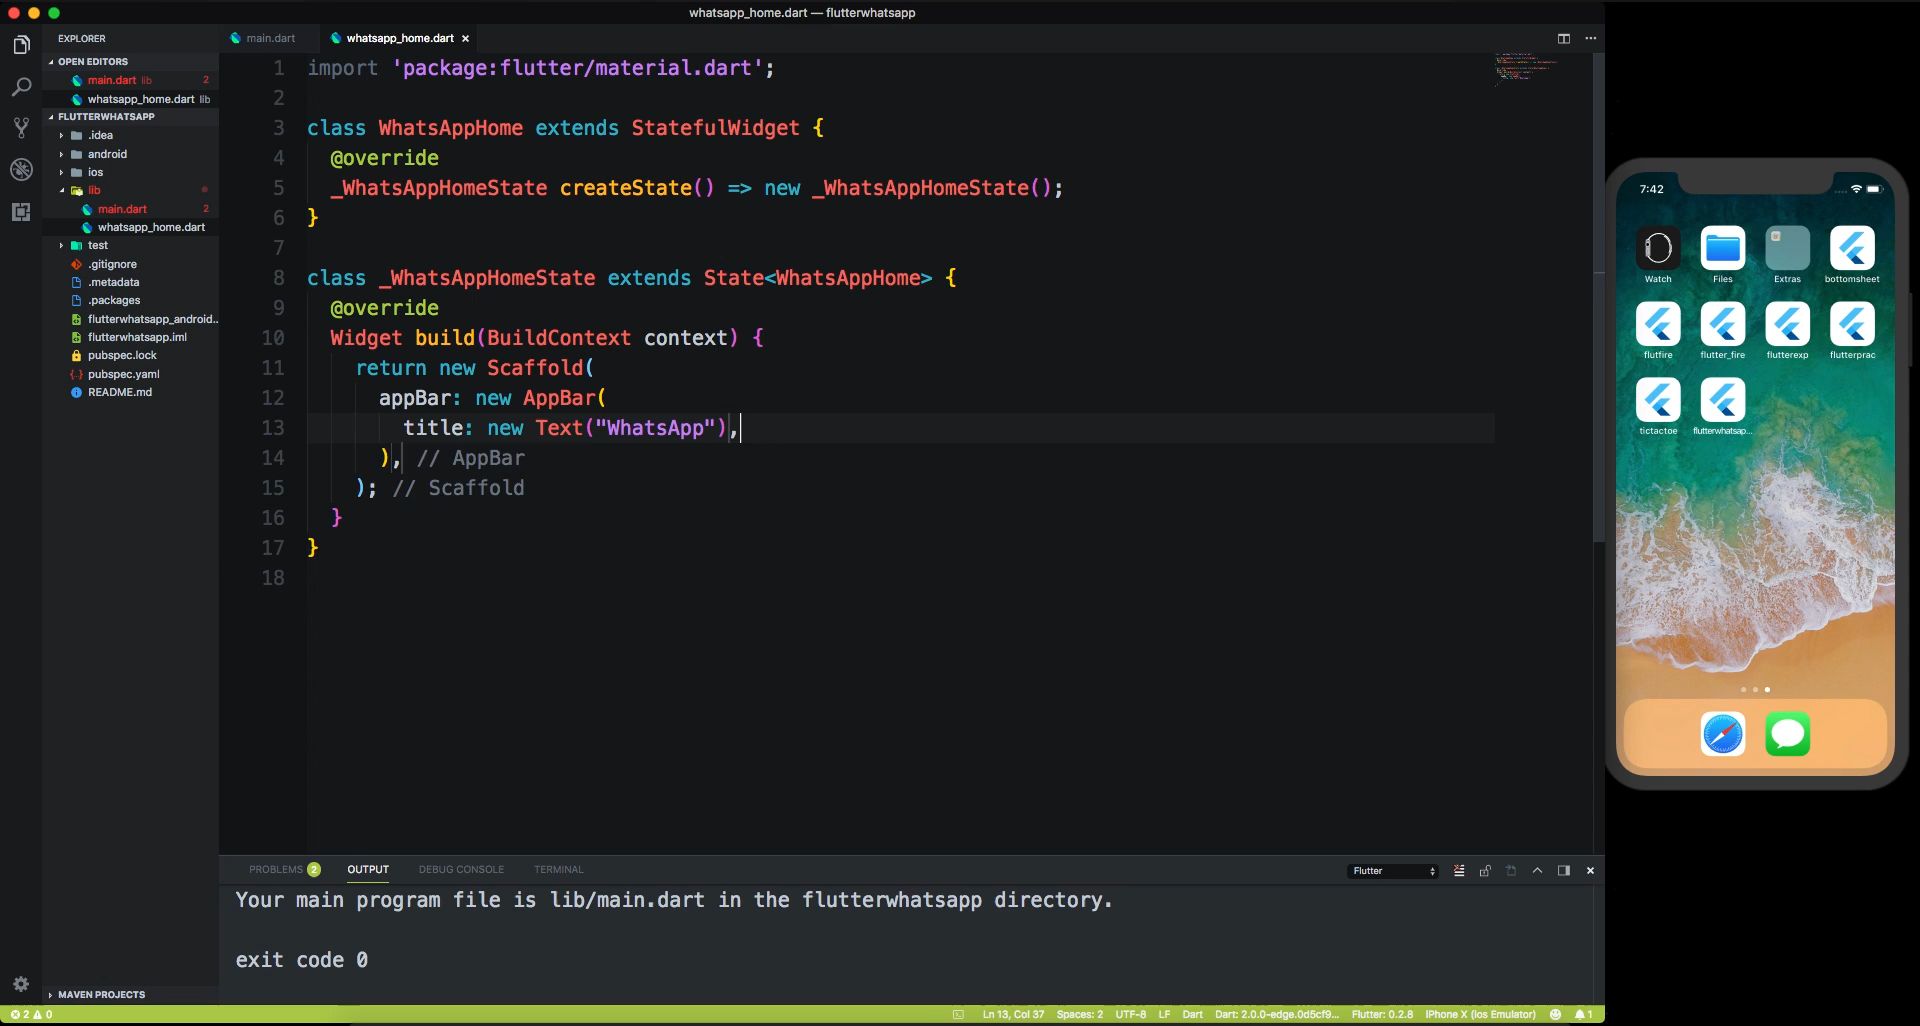 whatsapp_home.dart — flutterwhatsapp
EXPLORER
OPEN EDITORS
main.dart lib 2
whatsapp_home.dart lib
FLUTTERWHATSAPP
.idea
android
ios
lib
main.dart 2
whatsapp_home.dart
test
.gitignore
.metadata
.packages
flutterwhatsapp_android..
flutterwhatsapp.iml
pubspec.lock
pubspec.yaml
README.md
MAVEN PROJECTS
main.dart
whatsapp_home.dart ×
1 import 'package:flutter/material.dart';
2
3 class WhatsAppHome extends StatefulWidget {
4 @override
5 _WhatsAppHomeState createState() => new _WhatsAppHomeState();
6 }
7
8 class _WhatsAppHomeState extends State<WhatsAppHome> {
9 @override
10 Widget build(BuildContext context) {
11 return new Scaffold(
12 appBar: new AppBar(
13 title: new Text("WhatsApp"),
14 ), // AppBar
15 ); // Scaffold
16 }
17 }
18
PROBLEMS 2 OUTPUT DEBUG CONSOLE TERMINAL
Flutter
Your main program file is lib/main.dart in the flutterwhatsapp directory.
exit code 0
2 0
Ln 13, Col 37 Spaces: 2 UTF-8 LF Dart Dart: 2.0.0-edge.0d5cf9... Flutter: 0.2.8 iPhone X (ios Emulator) 1
7:42
Watch Files Extras bottomsheet
flutfire flutter_fire flutterexp flutterprac
tictactoe flutterwhatsap...